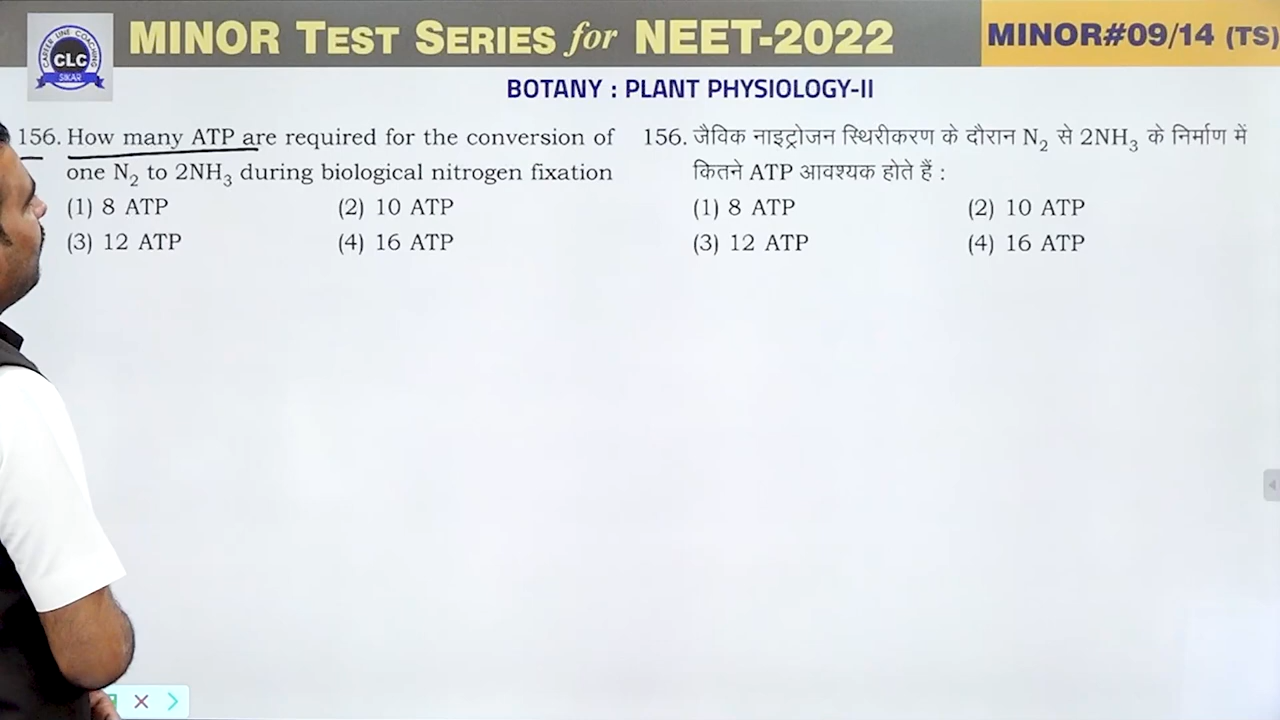 CAREER LINE COACHING
CLC
SIKAR
MINOR TEST SERIES for NEET-2022
MINOR#09/14 (TS)
BOTANY : PLANT PHYSIOLOGY-II
156. How many ATP are required for the conversion of
one N₂ to 2NH₃ during biological nitrogen fixation
(1) 8 ATP (2) 10 ATP
(3) 12 ATP (4) 16 ATP
156. जैविक नाइट्रोजन स्थिरीकरण के दौरान N₂ से 2NH₃ के निर्माण में
कितने ATP आवश्यक होते हैं :
(1) 8 ATP (2) 10 ATP
(3) 12 ATP (4) 16 ATP